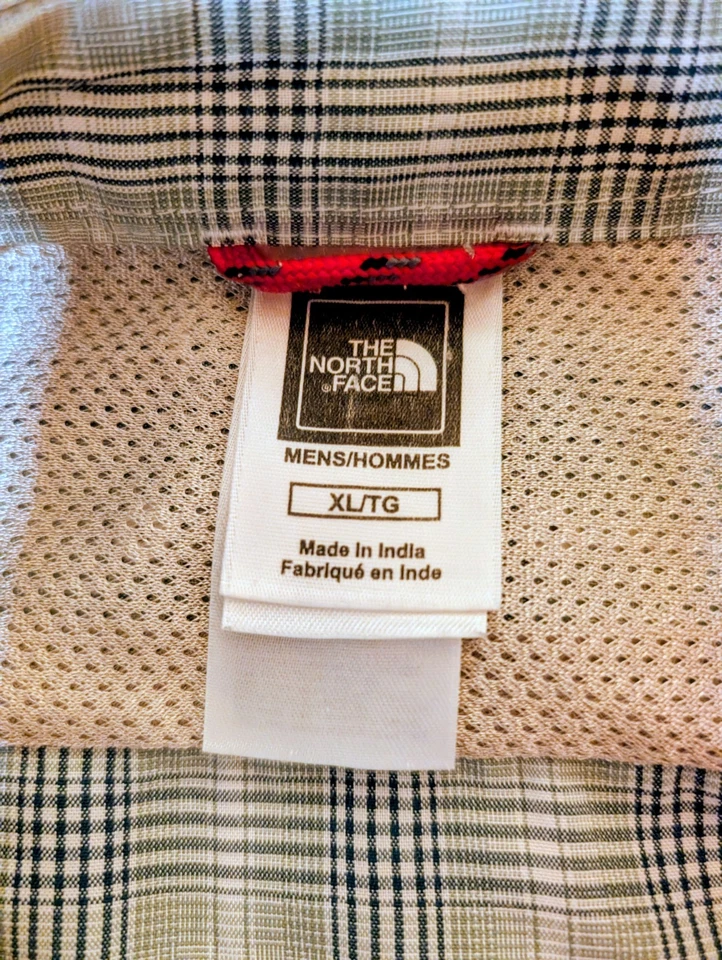 THE
NORTH
®FACE
MENS/HOMMES
XL/TG
Made In India
Fabriqué en Inde